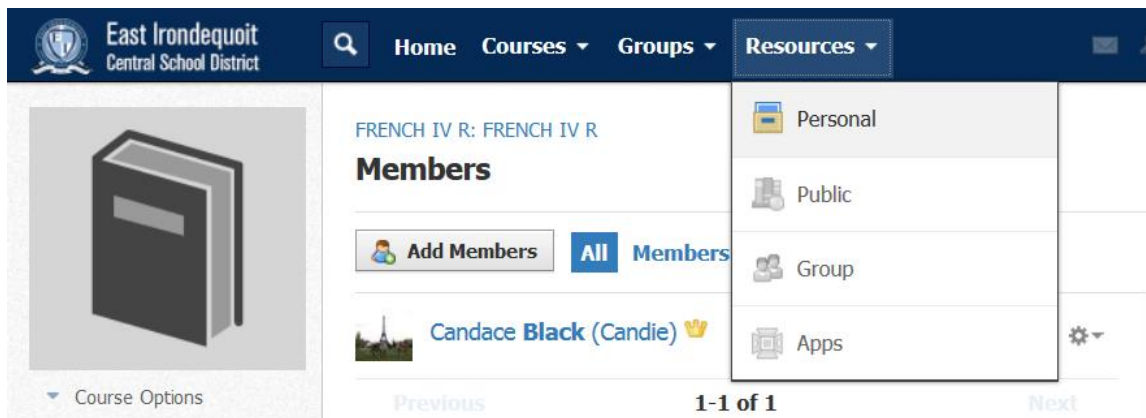 East Irondequoit
Central School District
Home Courses Groups Resources
Personal
Public
Group
Apps
FRENCH IV R: FRENCH IV R
Members
Add Members All Members
Candace Black (Candie)
Course Options
Previous 1-1 of 1 Next